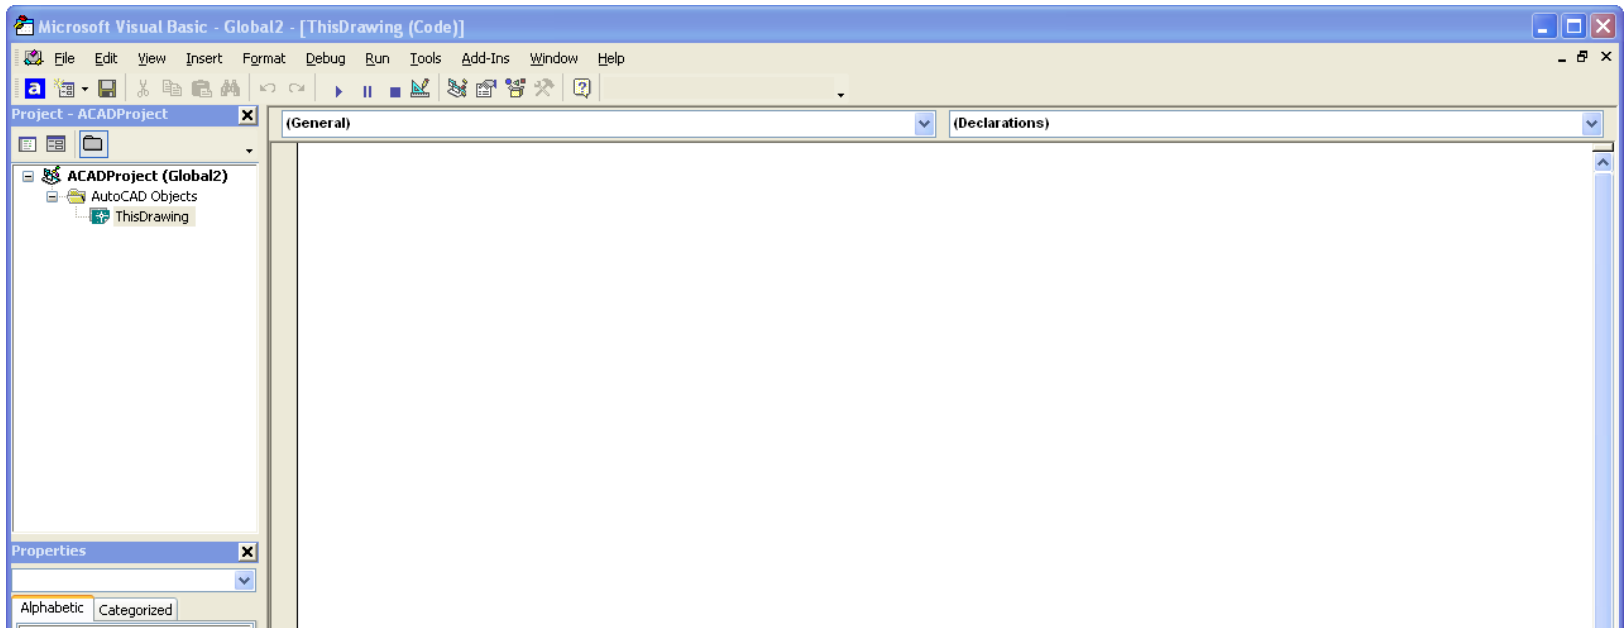 Microsoft Visual Basic - Global2 - [ThisDrawing (Code)]
File Edit View Insert Format Debug Run Tools Add-Ins Window Help
a
Project - ACADProject
(General) (Declarations)
ACADProject (Global2)
AutoCAD Objects
ThisDrawing
Properties
Alphabetic Categorized